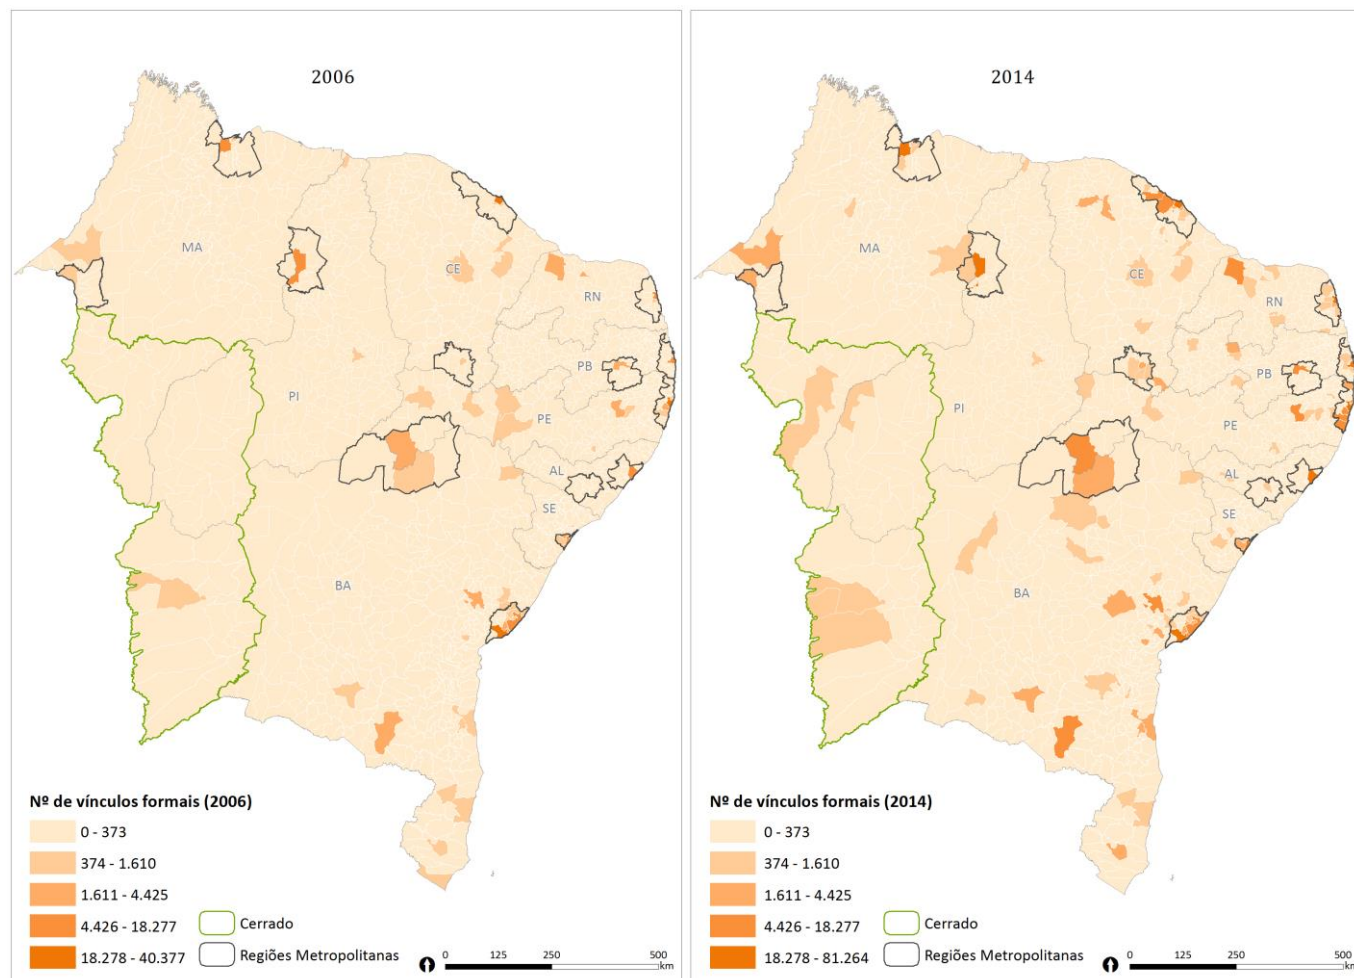 2006
MA
CE
RN
PB
PI
PE
AL
SE
BA
Nº de vínculos formais (2006)
0 - 373
374 - 1.610
1.611 - 4.425
4.426 - 18.277
18.278 - 40.377
Cerrado
Regiões Metropolitanas
0 125 250 500
km
2014
MA
CE
RN
PB
PI
PE
AL
SE
BA
Nº de vínculos formais (2014)
0 - 373
374 - 1.610
1.611 - 4.425
4.426 - 18.277
18.278 - 81.264
Cerrado
Regiões Metropolitanas
0 125 250 500
km